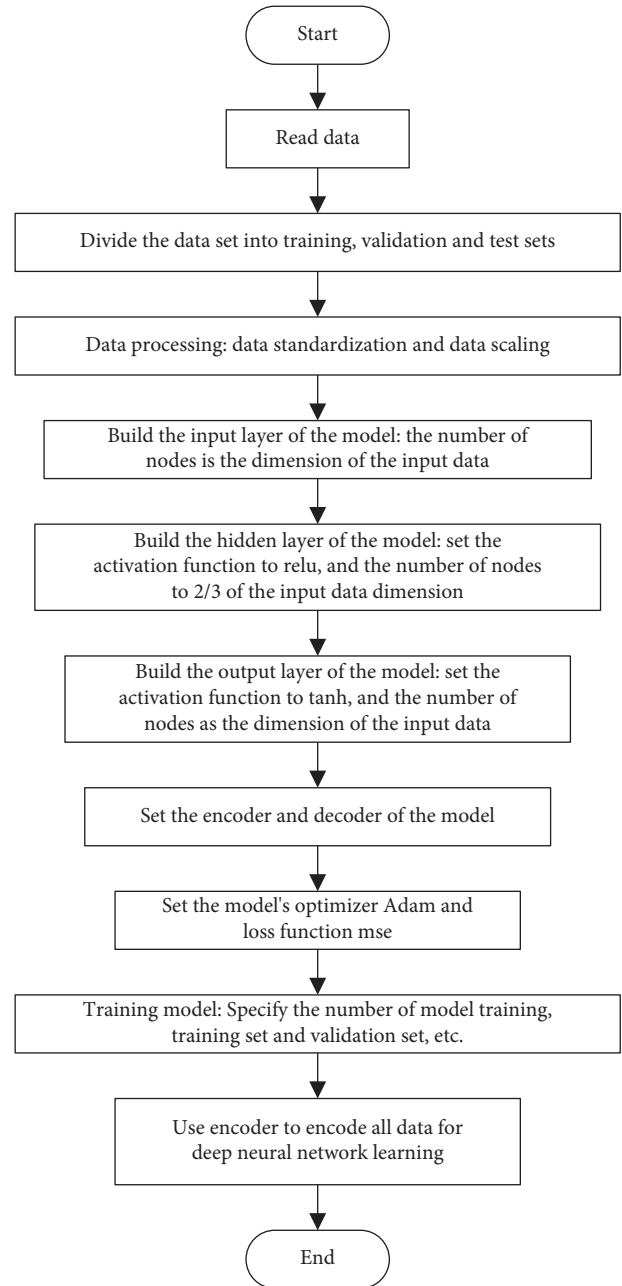 Start
Read data
Divide the data set into training, validation and test sets
Data processing: data standardization and data scaling
Build the input layer of the model: the number of
nodes is the dimension of the input data
Build the hidden layer of the model: set the
activation function to relu, and the number of nodes
to 2/3 of the input data dimension
Build the output layer of the model: set the
activation function to tanh, and the number of
nodes as the dimension of the input data
Set the encoder and decoder of the model
Set the model's optimizer Adam and
loss function mse
Training model: Specify the number of model training,
training set and validation set, etc.
Use encoder to encode all data for
deep neural network learning
End